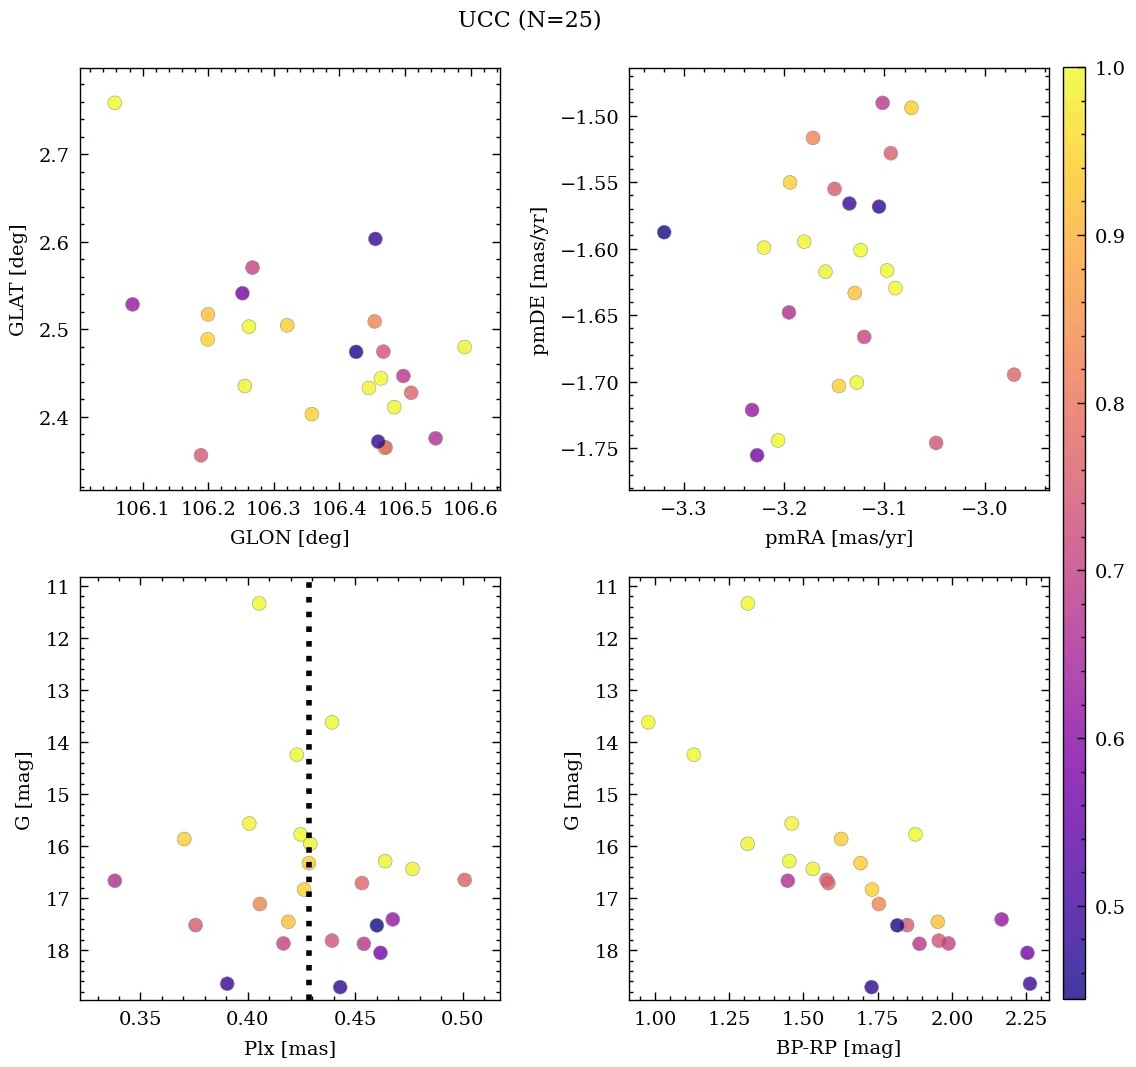 UCC (N=25)
2.7
2.6
2.5
2.4
GLAT [deg]
106.1 106.2 106.3 106.4 106.5 106.6
GLON [deg]
−1.50
−1.55
−1.60
−1.65
−1.70
−1.75
pmDE [mas/yr]
−3.3 −3.2 −3.1 −3.0
pmRA [mas/yr]
11
12
13
14
15
16
17
18
G [mag]
0.35 0.40 0.45 0.50
Plx [mas]
11
12
13
14
15
16
17
18
G [mag]
1.00 1.25 1.50 1.75 2.00 2.25
BP-RP [mag]
1.0
0.9
0.8
0.7
0.6
0.5